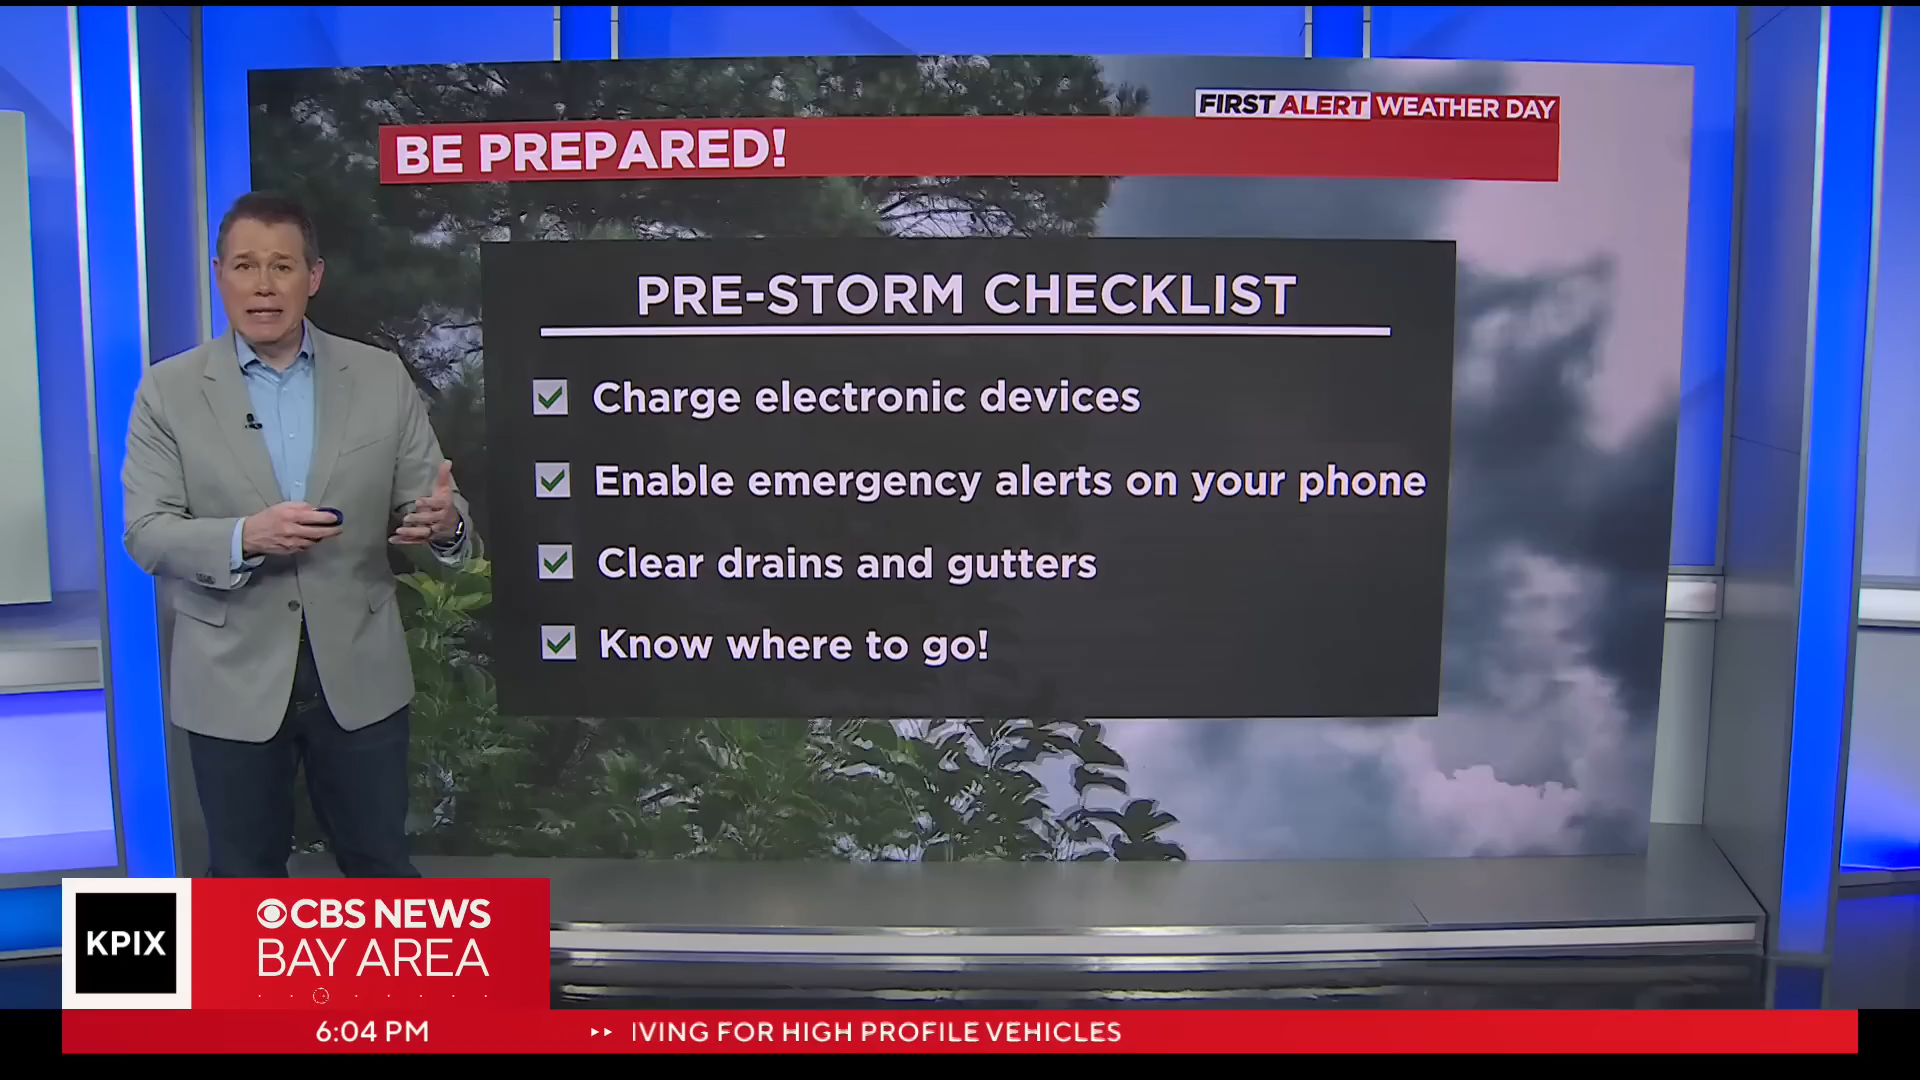 FIRST ALERT WEATHER DAY
BE PREPARED!
PRE-STORM CHECKLIST
Charge electronic devices
Enable emergency alerts on your phone
Clear drains and gutters
Know where to go!
KPIX
CBS NEWS
BAY AREA
6:04 PM
IVING FOR HIGH PROFILE VEHICLES